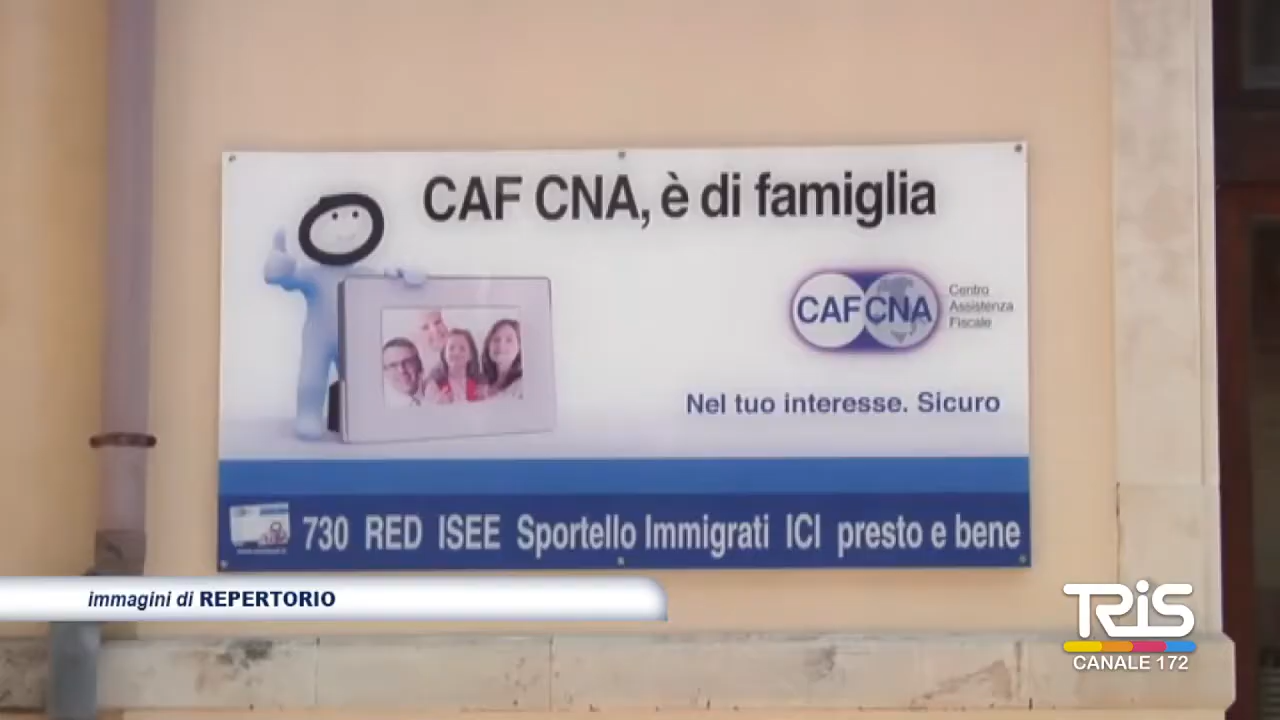 CAF CNA, è di famiglia
CAF CNA
Centro
Assistenza
Fiscale
Nel tuo interesse. Sicuro
730 RED ISEE Sportello Immigrati ICI presto e bene
immagini di REPERTORIO
TRiS
CANALE 172